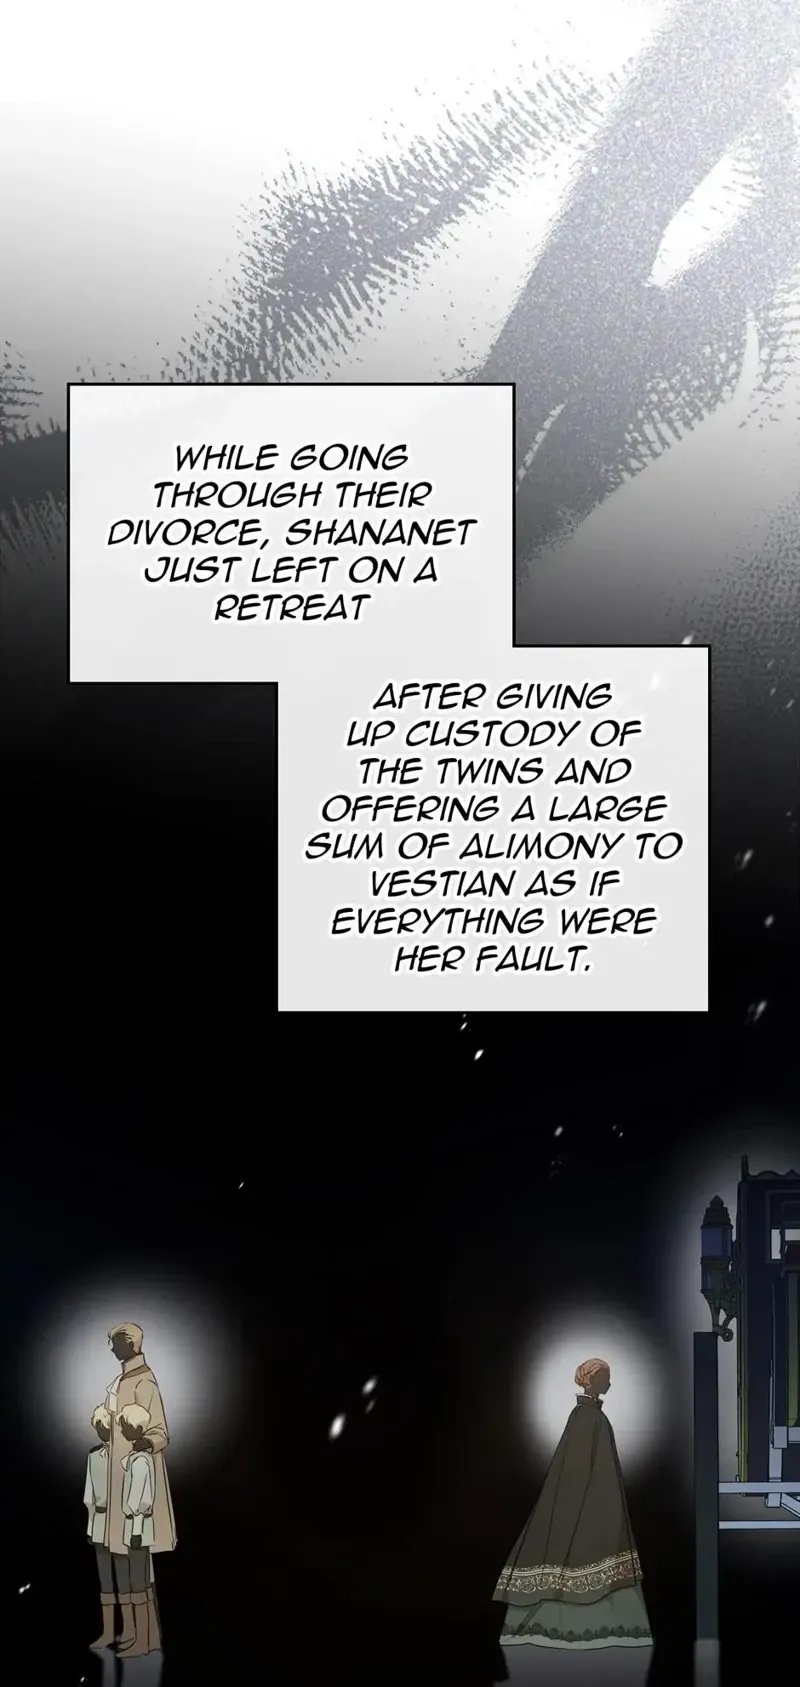 WHILE GOING
THROUGH THEIR
DIVORCE, SHANANET
JUST LEFT ON A
RETREAT
AFTER GIVING
UP CUSTODY OF
THE TWINS AND
OFFERING A LARGE
SUM OF ALIMONY TO
VESTIAN AS IF
EVERYTHING WERE
HER FAULT.